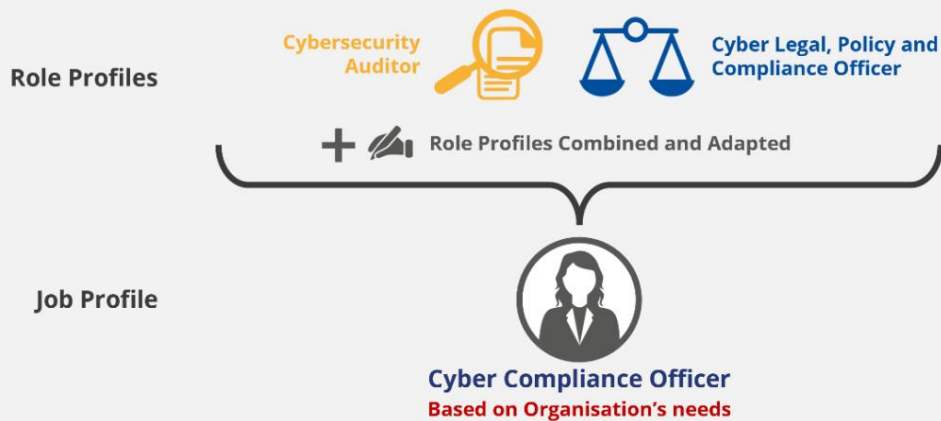 Role Profiles
Cybersecurity
Auditor
Cyber Legal, Policy and
Compliance Officer
Role Profiles Combined and Adapted
Job Profile
Cyber Compliance Officer
Based on Organisation's needs